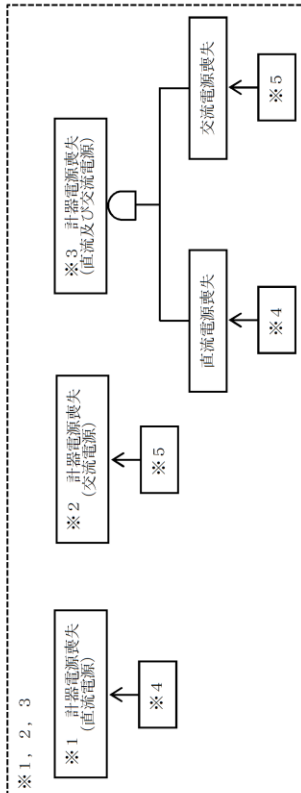 ※1, 2, 3
※1　計器電源喪失
(直流電源)
※4
※2　計器電源喪失
(交流電源)
※5
※3　計器電源喪失
(直流及び交流電源)
直流電源喪失
交流電源喪失
※4
※5